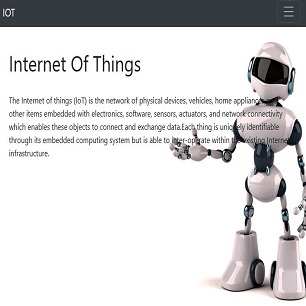 IOT
Internet Of Things
The Internet of things (IoT) is the network of physical devices, vehicles, home appliances and
other items embedded with electronics, software, sensors, actuators, and network connectivity
which enables these objects to connect and exchange data.Each thing is uniquely identifiable
through its embedded computing system but is able to inter-operate within the existing Internet
infrastructure.